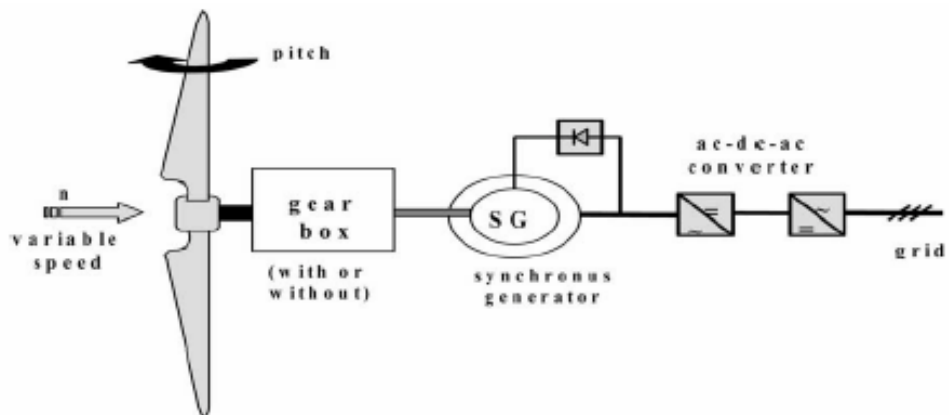 pitch
n
variable
speed
gear
box
(with or
without)
SG
synchronus
generator
ac-dc-ac
converter
=
~
~
=
grid